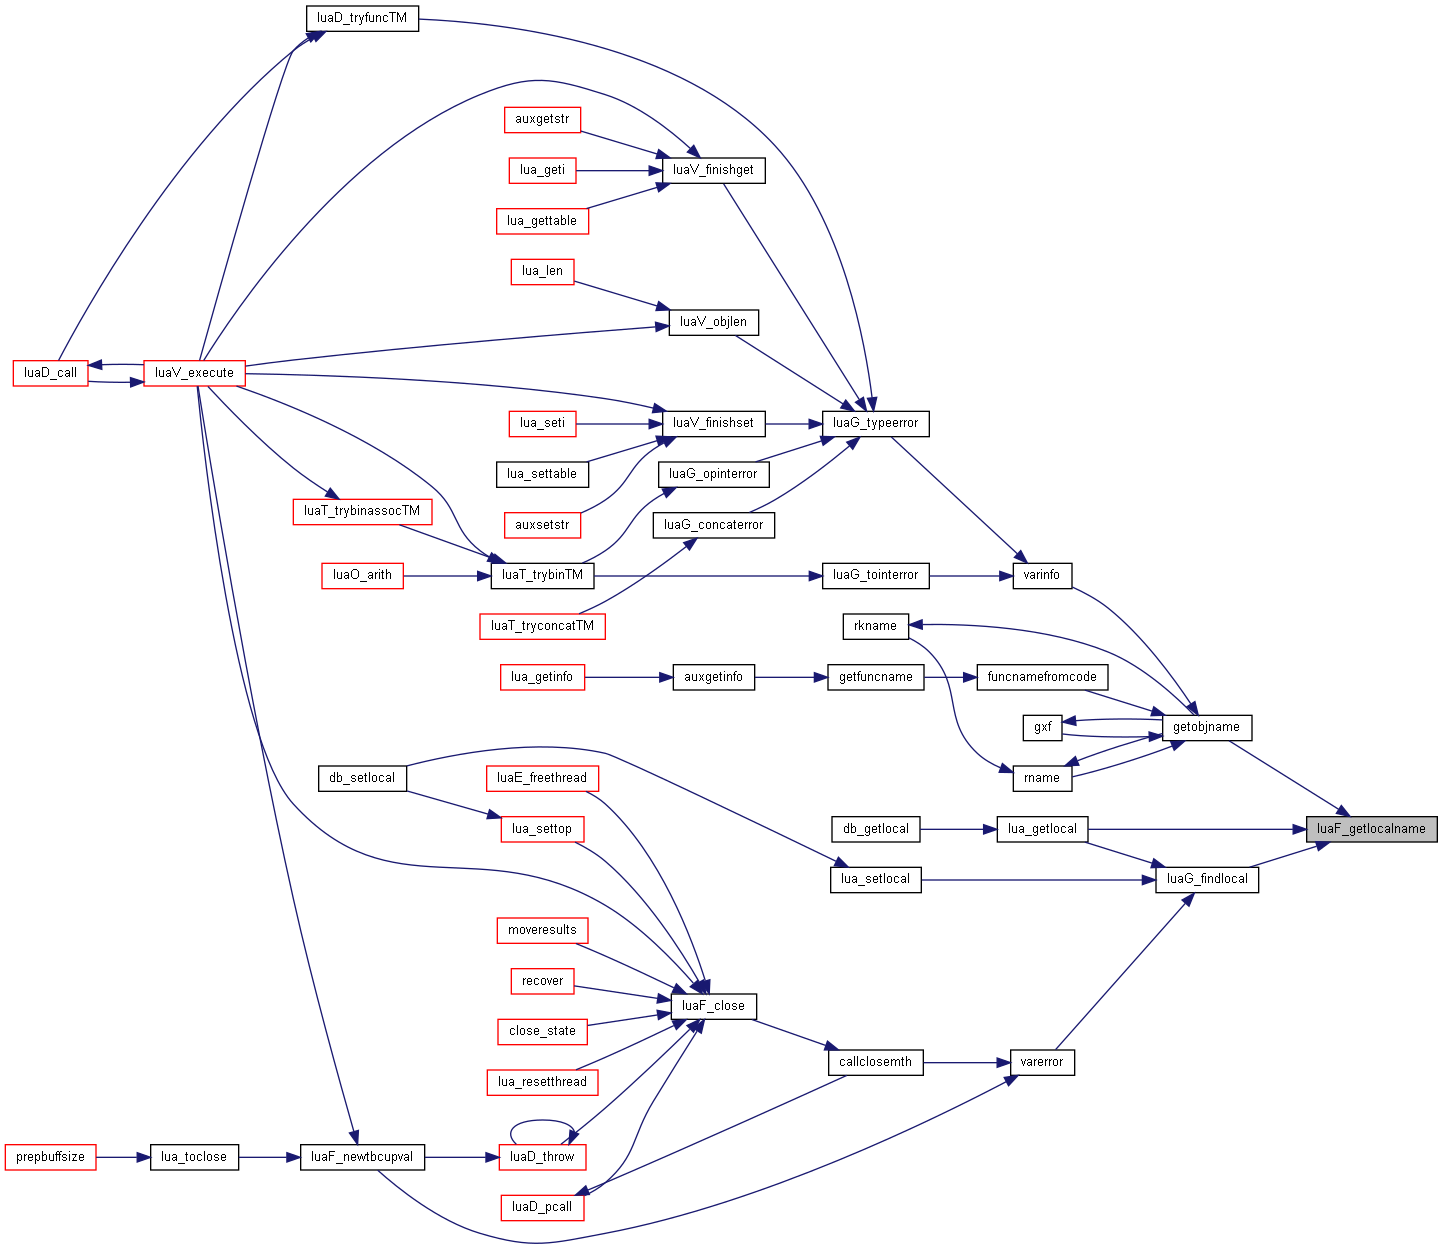 luaD_tryfuncTM
auxgetstr
luaV_finishget
lua_geti
lua_gettable
lua_len
luaV_objlen
luaD_call
luaV_execute
lua_seti
luaV_finishset
luaG_typeerror
lua_settable
luaG_opinterror
luaT_trybinassocTM
auxsetstr
luaG_concaterror
luaO_arith
luaT_trybinTM
luaG_tointerror
varinfo
luaT_tryconcatTM
rkname
lua_getinfo
auxgetinfo
getfuncname
funcnamefromcode
gxf
getobjname
db_setlocal
luaE_freethread
rname
lua_settop
db_getlocal
lua_getlocal
luaF_getlocalname
lua_setlocal
luaG_findlocal
moveresults
recover
luaF_close
close_state
callclosemth
varerror
lua_resetthread
prepbuffsize
lua_toclose
luaF_newtbcupval
luaD_throw
luaD_pcall